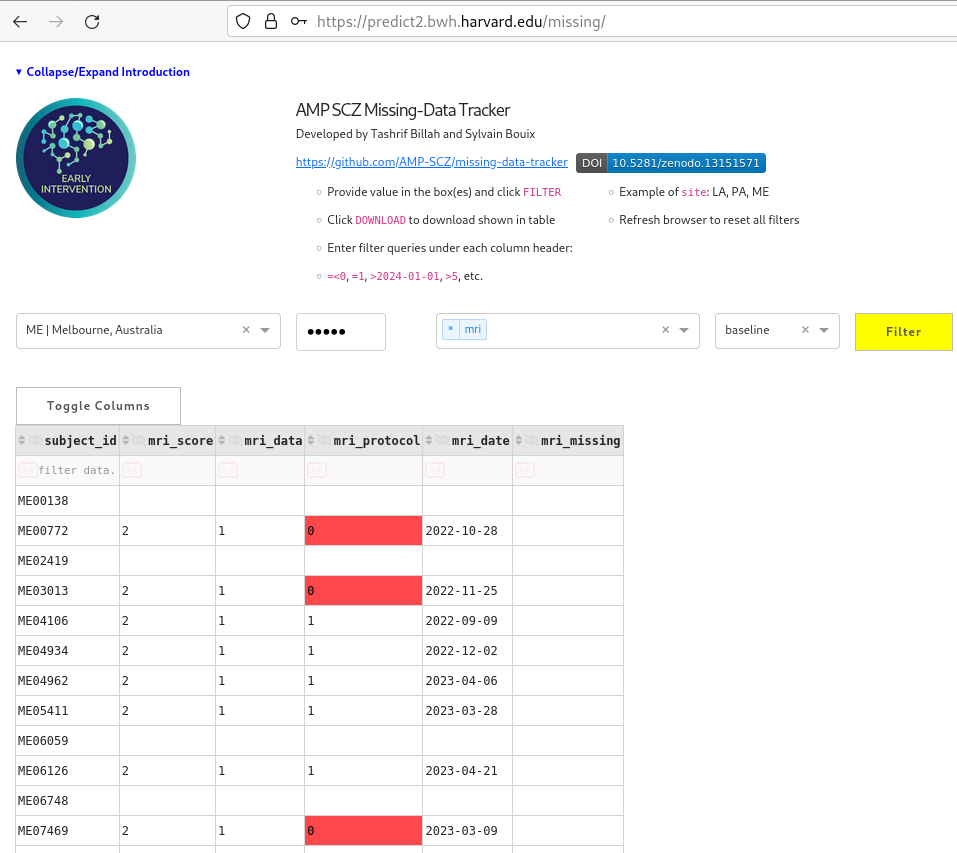 https://predict2.bwh.harvard.edu/missing/
▾ Collapse/Expand Introduction
EARLY
INTERVENTION
AMP SCZ Missing-Data Tracker
Developed by Tashrif Billah and Sylvain Bouix
https://github.com/AMP-SCZ/missing-data-tracker DOI 10.5281/zenodo.13151571
Provide value in the box(es) and click FILTER
Example of site: LA, PA, ME
Click DOWNLOAD to download shown in table
Refresh browser to reset all filters
Enter filter queries under each column header:
=<0, =1, >2024-01-01, >5, etc.
ME | Melbourne, Australia × ●●●●● × mri × baseline × Filter
Toggle Columns
subject_id mri_score mri_data mri_protocol mri_date mri_missing
filter data.
ME00138
ME00772 2 1 0 2022-10-28
ME02419
ME03013 2 1 0 2022-11-25
ME04106 2 1 1 2022-09-09
ME04934 2 1 1 2022-12-02
ME04962 2 1 1 2023-04-06
ME05411 2 1 1 2023-03-28
ME06059
ME06126 2 1 1 2023-04-21
ME06748
ME07469 2 1 0 2023-03-09